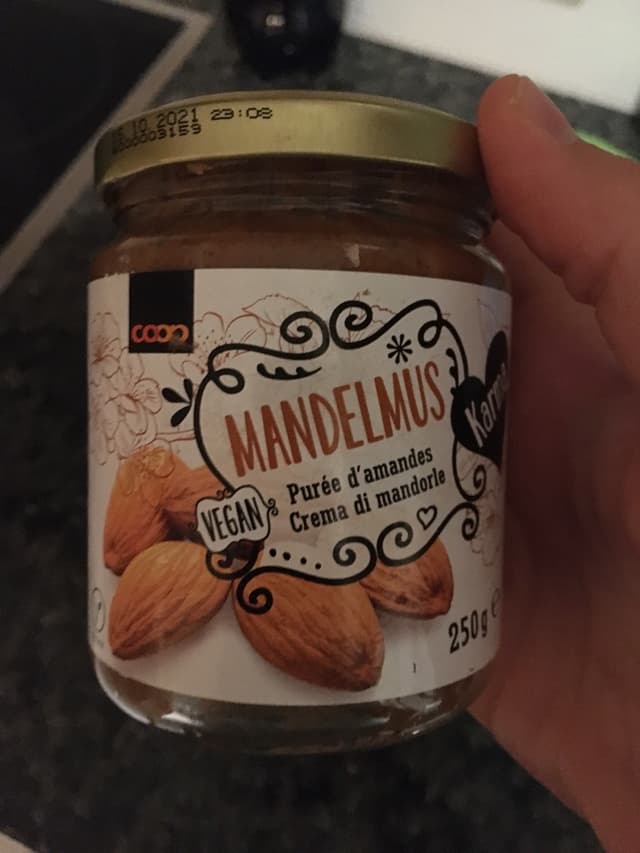 10 2021 23:08
coop
MANDELMUS
Karma
Purée d'amandes
Crema di mandorle
VEGAN
250g e